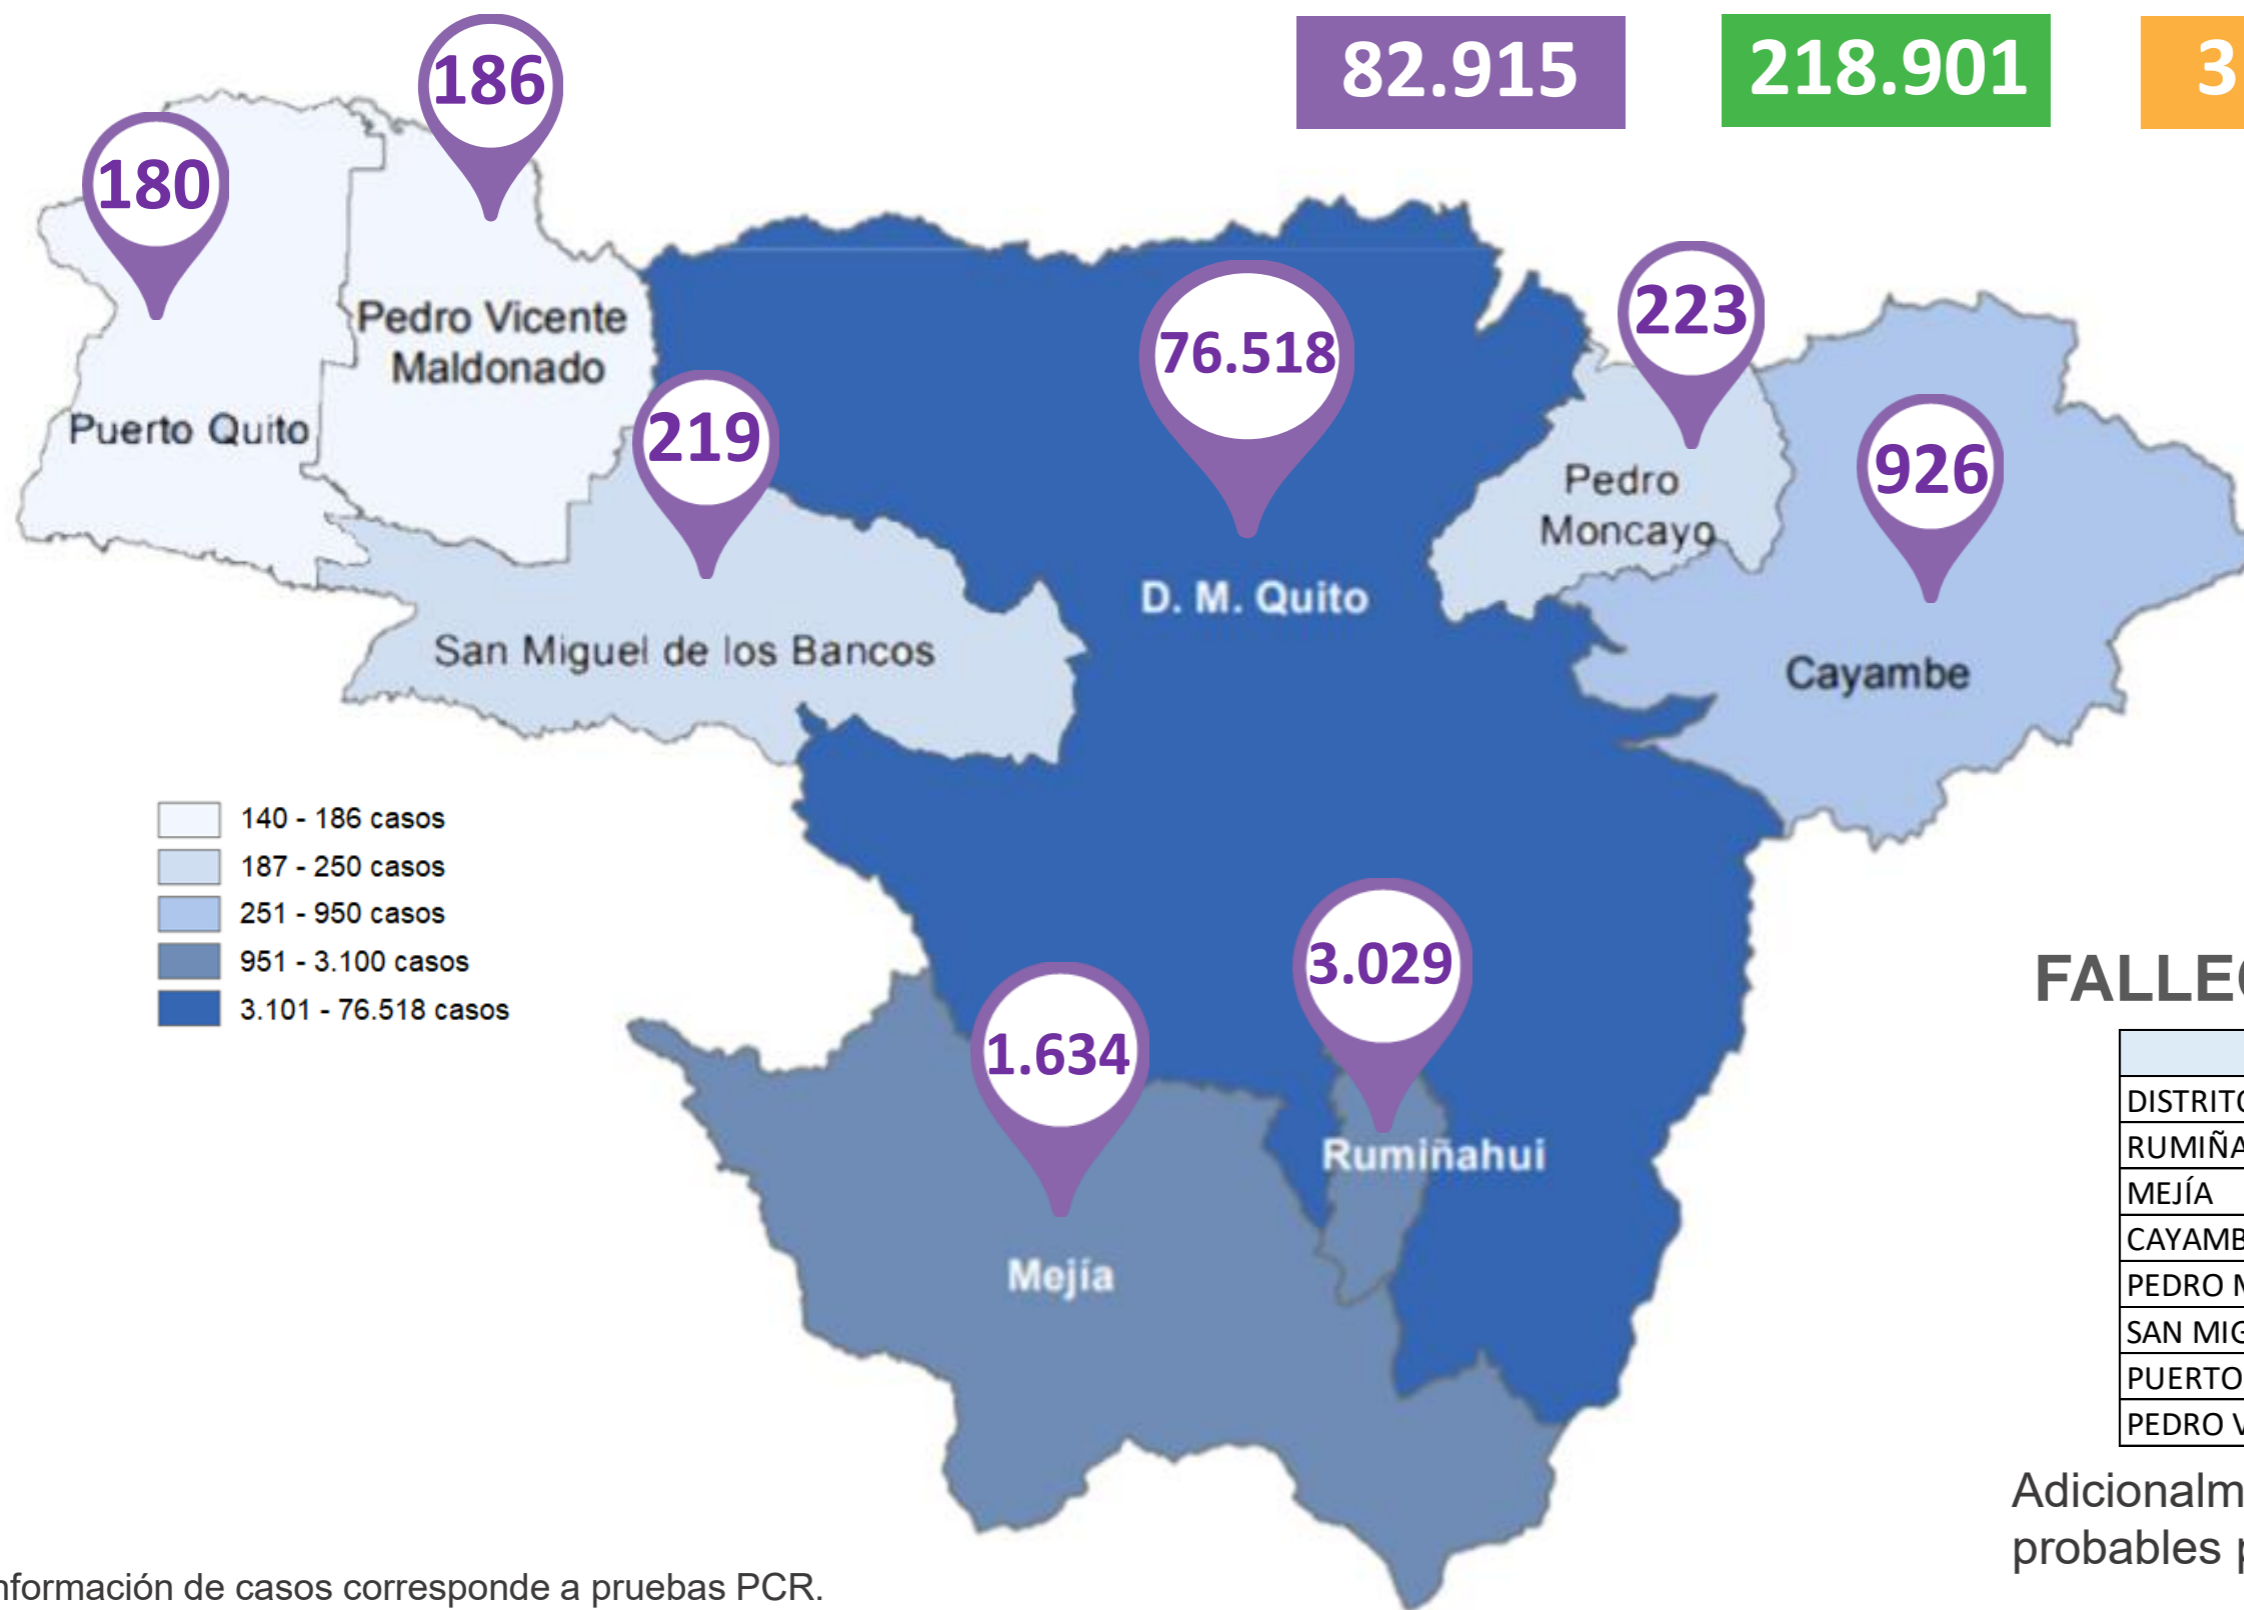 82.915
218.901
3
186
180
76.518
223
219
926
Pedro Vicente
Maldonado
Puerto Quito
Pedro
Moncayo
D. M. Quito
San Miguel de los Bancos
Cayambe
140 - 186 casos
187 - 250 casos
251 - 950 casos
951 - 3.100 casos
3.101 - 76.518 casos
3.029
1.634
Rumiñahui
Mejía
FALLE
DISTRIT
RUMIÑA
MEJÍA
CAYAMB
PEDRO M
SAN MIG
PUERTO
PEDRO V
Adicionalm
probables p
nformación de casos corresponde a pruebas PCR.